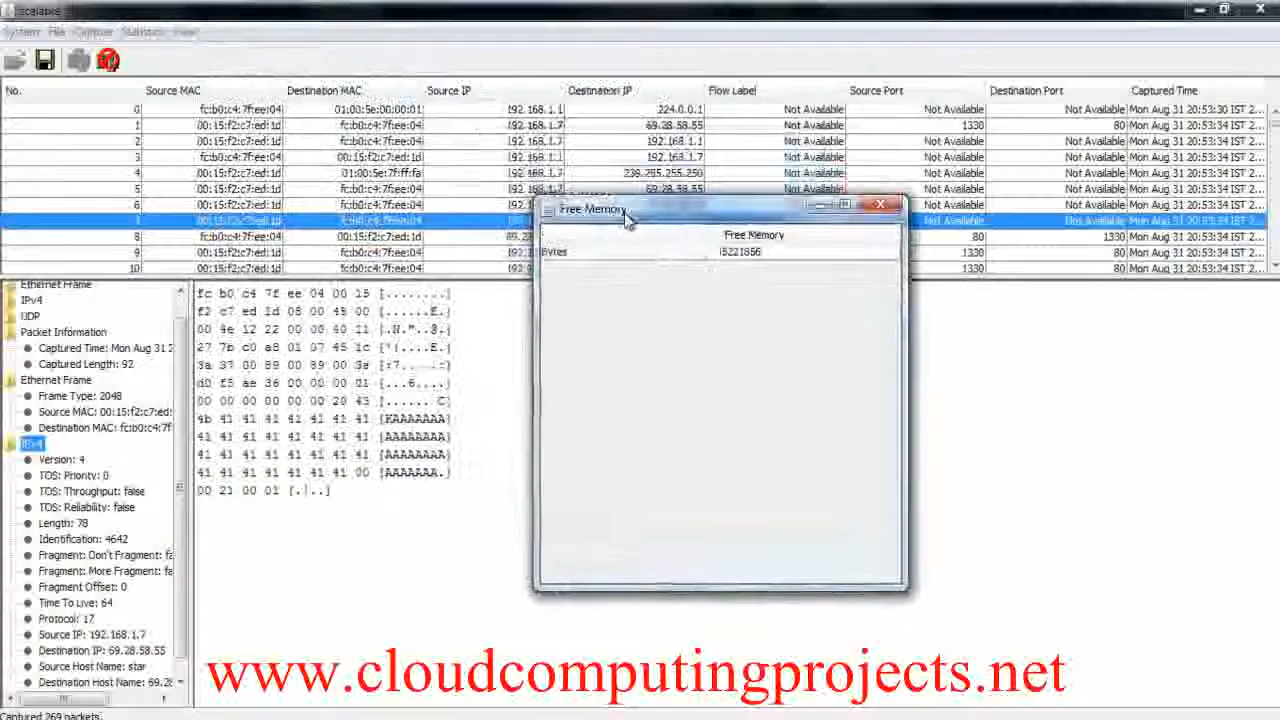 scalable
System File Capture Statistics View
No. Source MAC Destination MAC Source IP Destination IP Flow Label Source Port Destination Port Captured Time
0 fc:b0:c4:7f:ee:04 01:00:5e:00:00:01 192.168.1.1 224.0.0.1 Not Available Not Available Not Available Mon Aug 31 20:53:30 IST 2...
1 00:15:f2:c7:ed:1d fc:b0:c4:7f:ee:04 192.168.1.7 69.28.58.55 Not Available 1330 80 Mon Aug 31 20:53:34 IST 2...
2 00:15:f2:c7:ed:1d fc:b0:c4:7f:ee:04 192.168.1.7 192.168.1.1 Not Available Not Available Not Available Mon Aug 31 20:53:34 IST 2...
3 fc:b0:c4:7f:ee:04 00:15:f2:c7:ed:1d 192.168.1.1 192.168.1.7 Not Available Not Available Not Available Mon Aug 31 20:53:34 IST 2...
4 00:15:f2:c7:ed:1d 01:00:5e:7f:ff:fa 192.168.1.7 239.255.255.250 Not Available Not Available Not Available Mon Aug 31 20:53:34 IST 2...
5 00:15:f2:c7:ed:1d fc:b0:c4:7f:ee:04 192.168.1.7 69.28.58.55 Not Available Not Available Not Available Mon Aug 31 20:53:34 IST 2...
6 00:15:f2:c7:ed:1d fc:b0:c4:7f:ee:04 Not Available Not Available Mon Aug 31 20:53:34 IST 2...
00:15:f2:c7:ed:1d fc:b0:c4:7f:ee:04 Not Available Not Available Mon Aug 31 20:53:34 IST 2...
8 fc:b0:c4:7f:ee:04 00:15:f2:c7:ed:1d 69.2 80 1330 Mon Aug 31 20:53:34 IST 2...
9 00:15:f2:c7:ed:1d fc:b0:c4:7f:ee:04 192. 1330 80 Mon Aug 31 20:53:34 IST 2...
10 00:15:f2:c7:ed:1d fc:b0:c4:7f:ee:04 192. 1330 80 Mon Aug 31 20:53:34 IST 2...
Free Memory
Free Memory
Bytes 5221856
Ethernet Frame
IPv4
UDP
Packet Information
Captured Time: Mon Aug 31 2
Captured Length: 92
Ethernet Frame
Frame Type: 2048
Source MAC: 00:15:f2:c7:ed:
Destination MAC: fc:b0:c4:7f
IPv4
Version: 4
TOS: Priority: 0
TOS: Throughput: false
TOS: Reliability: false
Length: 78
Identification: 4642
Fragment: Don't Fragment: fa
Fragment: More Fragment: fa
Fragment Offset: 0
Time To Live: 64
Protocol: 17
Source IP: 192.168.1.7
Destination IP: 69.28.58.55
Source Host Name: star
Destination Host Name: 69.28
fc b0 c4 7f ee 04 00 15 [........]
f2 c7 ed 1d 08 00 45 00 [......E.]
00 4e 12 22 00 00 40 11 [.N."..@.]
27 7b c0 a8 01 07 45 1c ['{....E.]
3a 37 00 89 00 89 00 3a [:7.....:]
d0 f5 ae 36 00 00 00 01 [...6....]
00 00 00 00 00 00 20 43 [...... C]
4b 41 41 41 41 41 41 41 [KAAAAAAA]
41 41 41 41 41 41 41 41 [AAAAAAAA]
41 41 41 41 41 41 41 41 [AAAAAAAA]
41 41 41 41 41 41 41 00 [AAAAAAA.]
00 21 00 01 [.!..]
www.cloudcomputingprojects.net
Captured 269 packets.